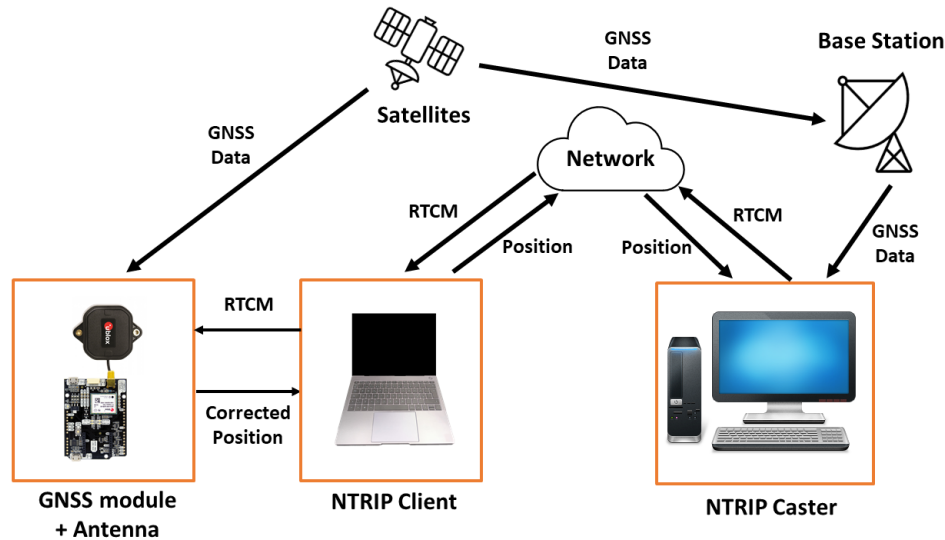 GNSS
Data
Base Station
Satellites
GNSS
Data
Network
RTCM
Position
Position
RTCM
GNSS
Data
RTCM
Corrected
Position
ublox
GNSS module
+ Antenna
NTRIP Client
NTRIP Caster